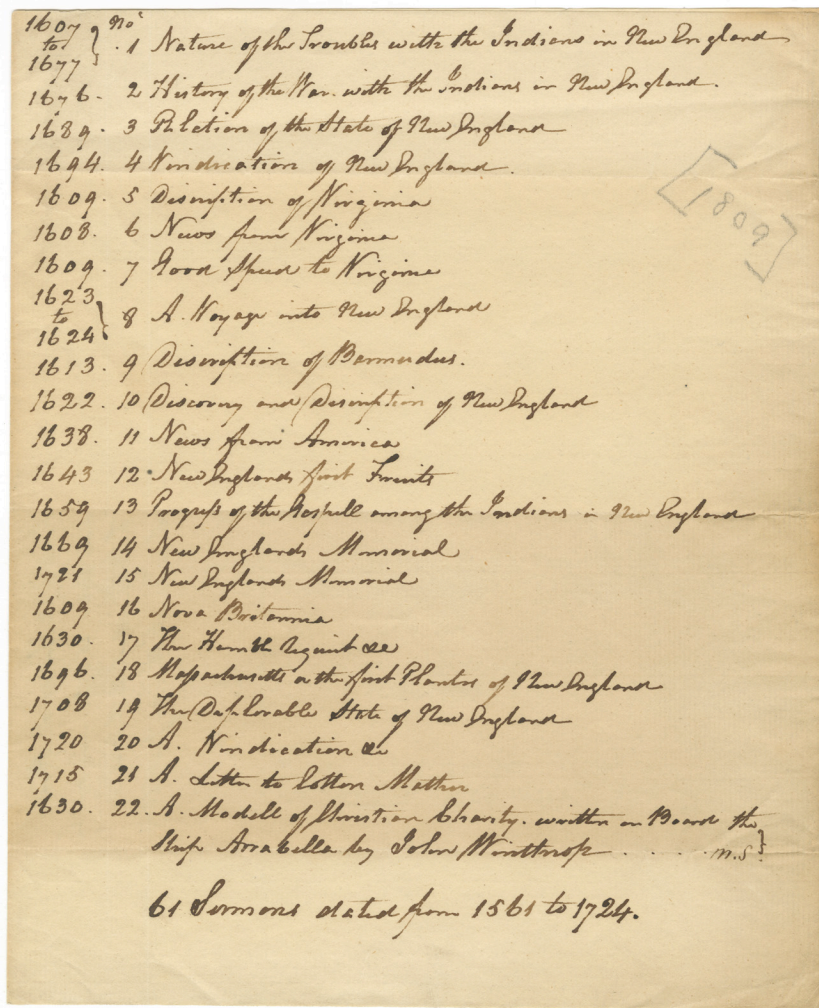 1607 to 1677 } No. 1 Nature of the Troubles with the Indians in New England
1676. 2 History of the War. with the Indians in New England.
1689. 3 Relation of the State of New England
1694. 4 Vindication of New England.
[1809]
1609. 5 Discription of Virginia
1608. 6 News from Virginia
1609. 7 Good Speed to Virginia
1623 to 1624 } 8 A. Voyage into New England
1613. 9 Discription of Barmudas.
1622. 10 Discovery and Discription of New England
1638. 11 News from America
1643 12 New Englands first Fruits
1659 13 Progress of the Gospell among the Indians in New England
1669 14 New Englands Memorial
1721 15 New Englands Memorial
1609 16 Nova Britannia
1630. 17 The Humble Request &c
1696. 18 Massachusetts or the first Planters of New England
1708 19 The Deplorable State of New England
1720 20 A. Vindication &c
1715 21 A. Letter to Cotton Mather
1630. 22. A. Modell of Christian Charity. written on Board the
Ship Arrabella by John Winthrop . . . . . m.s }
61 Sermons dated from 1561 to 1724.